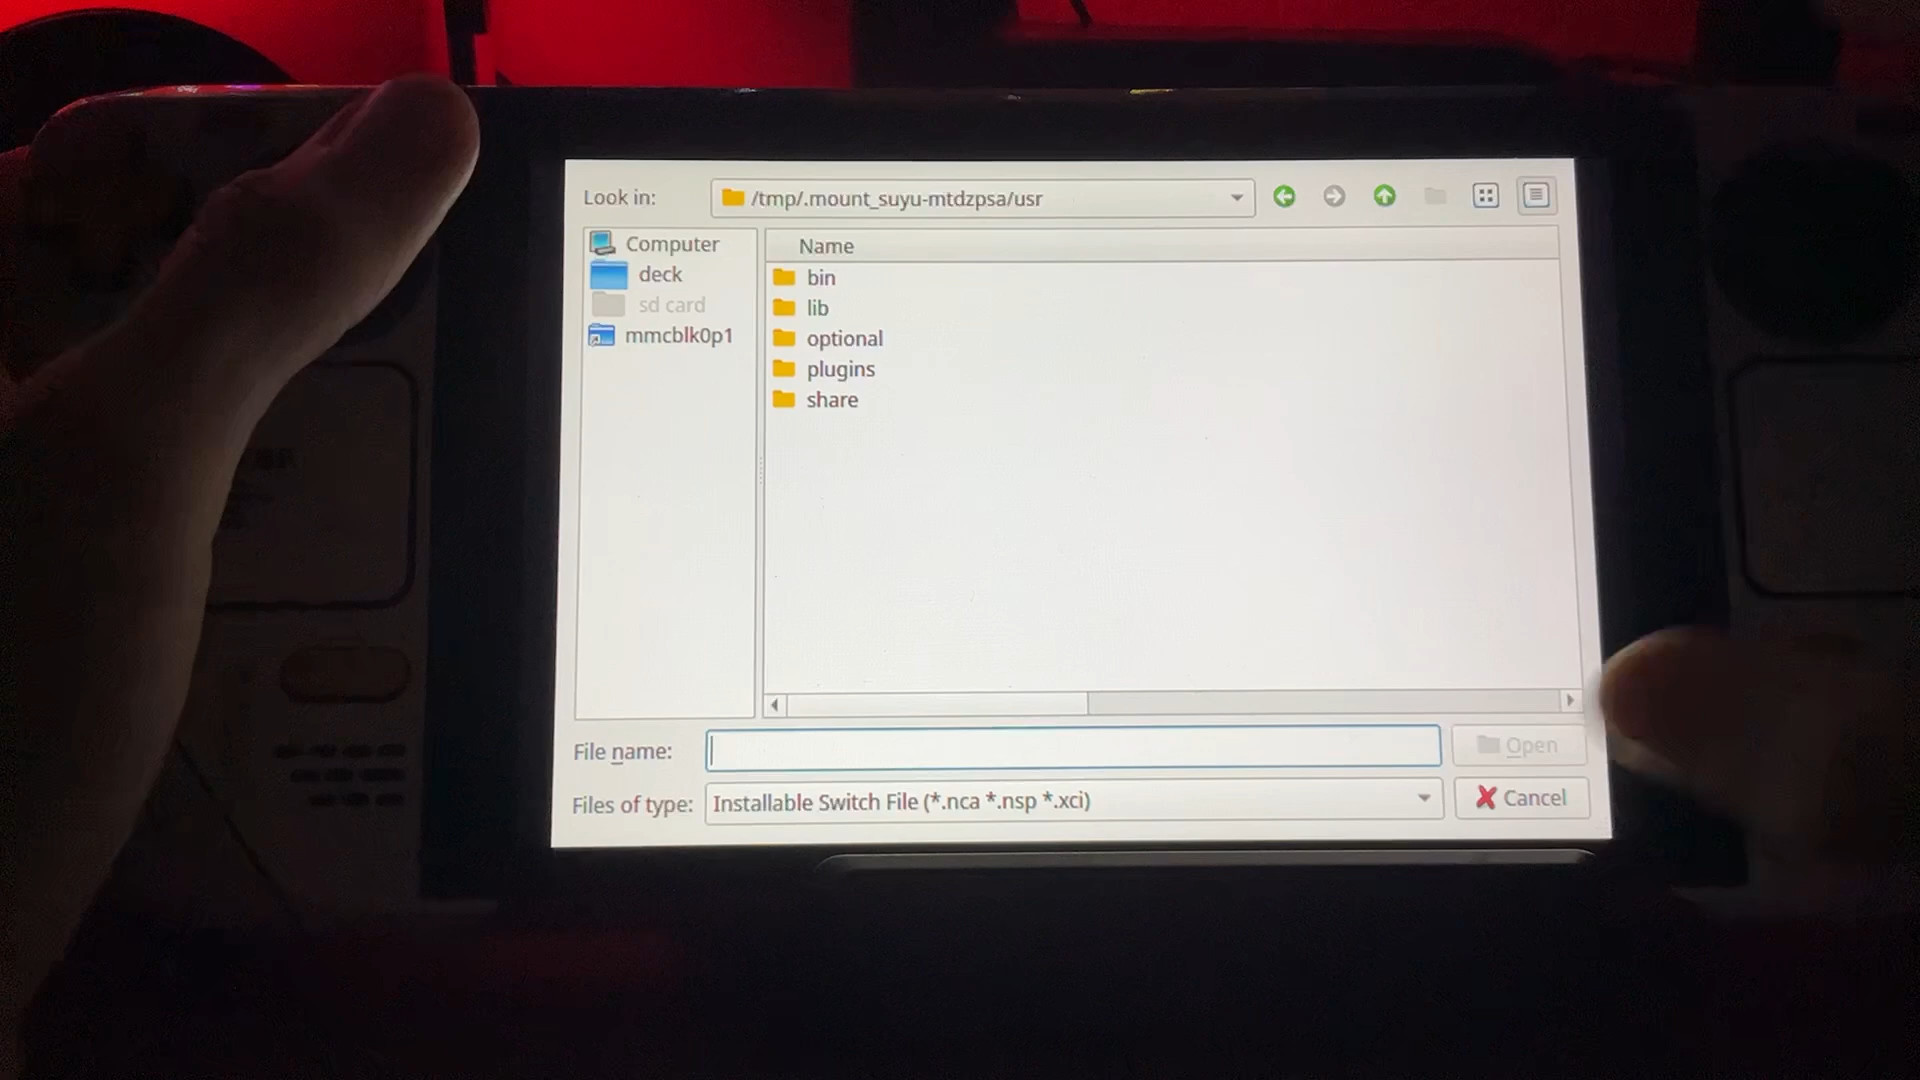 Look in: /tmp/.mount_suyu-mtdzpsa/usr
Computer
deck
sd card
mmcblk0p1
Name
bin
lib
optional
plugins
share
File name:
Open
Files of type: Installable Switch File (*.nca *.nsp *.xci)
Cancel